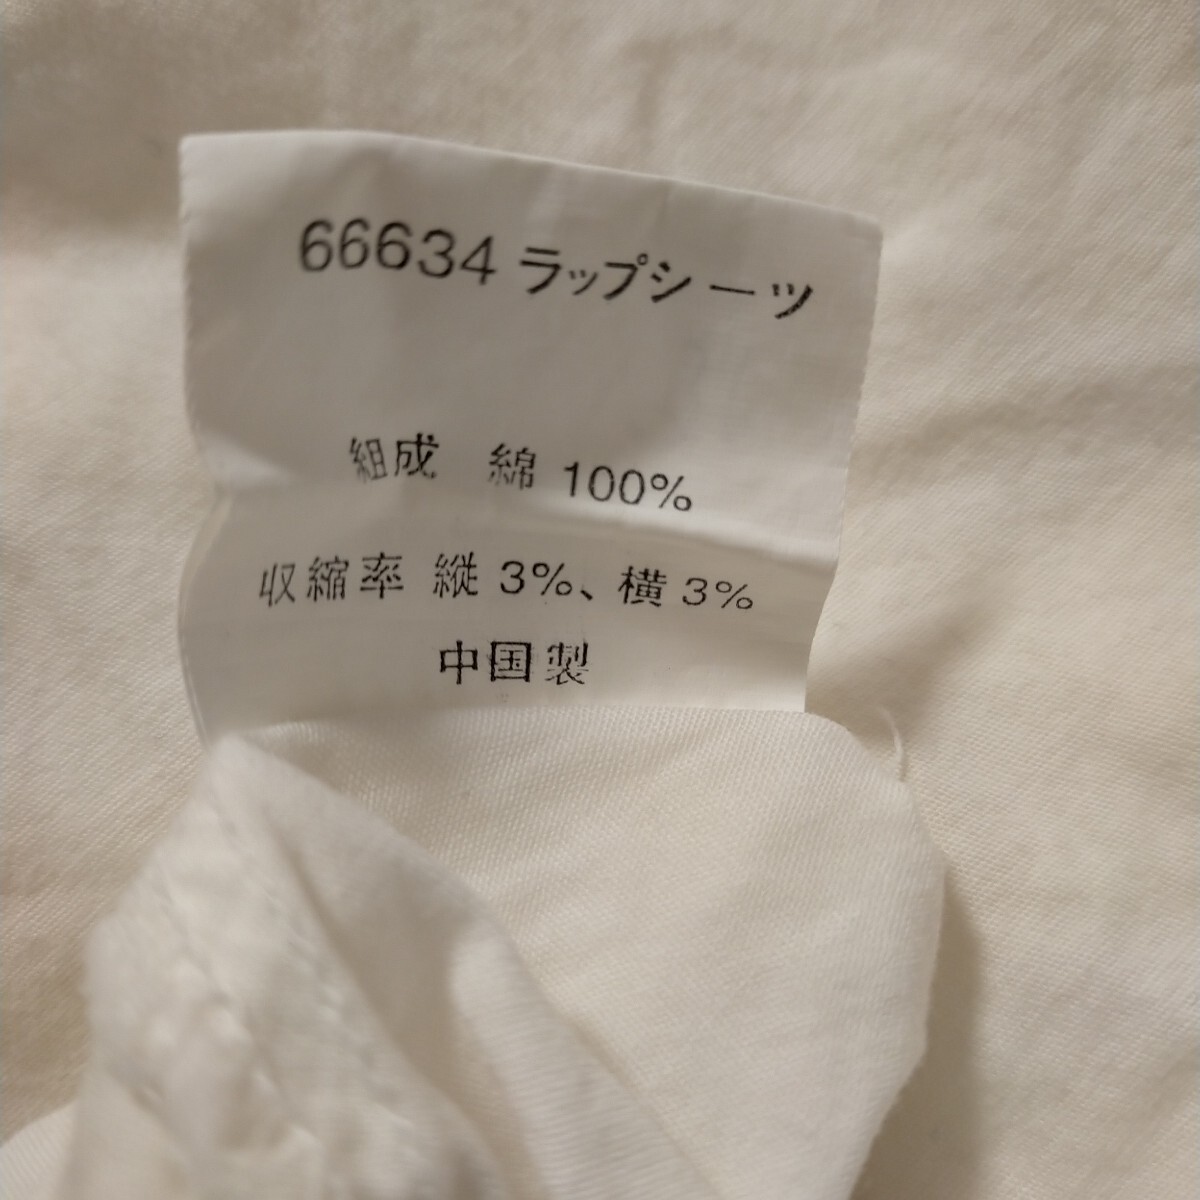 66634 ラップシーツ
組成 綿 100%
収縮率 縦 3%、横 3%
中国製